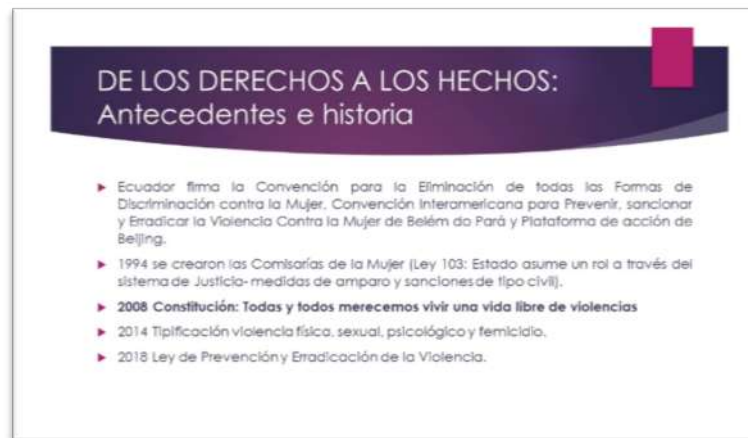 DE LOS DERECHOS A LOS HECHOS:
Antecedentes e historia
Ecuador firma la Convención para la Eliminación de todas las Formas de
Discriminación contra la Mujer, Convención Interamericana para Prevenir, sancionar
y Erradicar la Violencia Contra la Mujer de Belém do Pará y Plataforma de acción de
Beijing.
1994 se crearon las Comisarías de la Mujer (Ley 103: Estado asume un rol a través del
sistema de Justicia- medidas de amparo y sanciones de tipo civil).
2008 Constitución: Todas y todos merecemos vivir una vida libre de violencias
2014 Tipificación violencia física, sexual, psicológico y femicidio.
2018 Ley de Prevención y Erradicación de la Violencia.